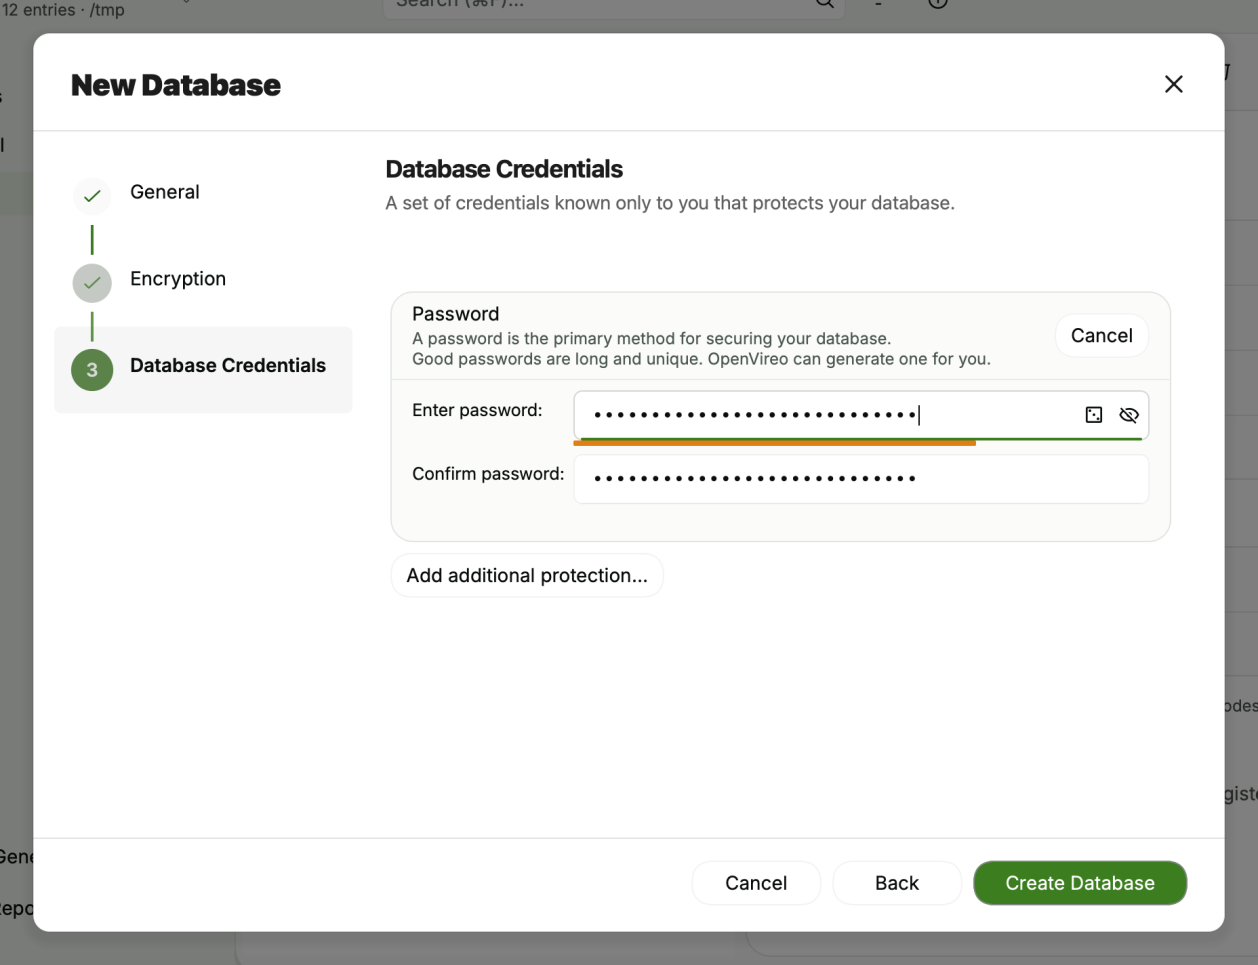 12 entries · /tmp
Search (⌘F)...
New Database
General
Encryption
3
Database Credentials
Database Credentials
A set of credentials known only to you that protects your database.
Password
A password is the primary method for securing your database.
Good passwords are long and unique. OpenVireo can generate one for you.
Cancel
Enter password:
Confirm password:
Add additional protection...
Cancel
Back
Create Database